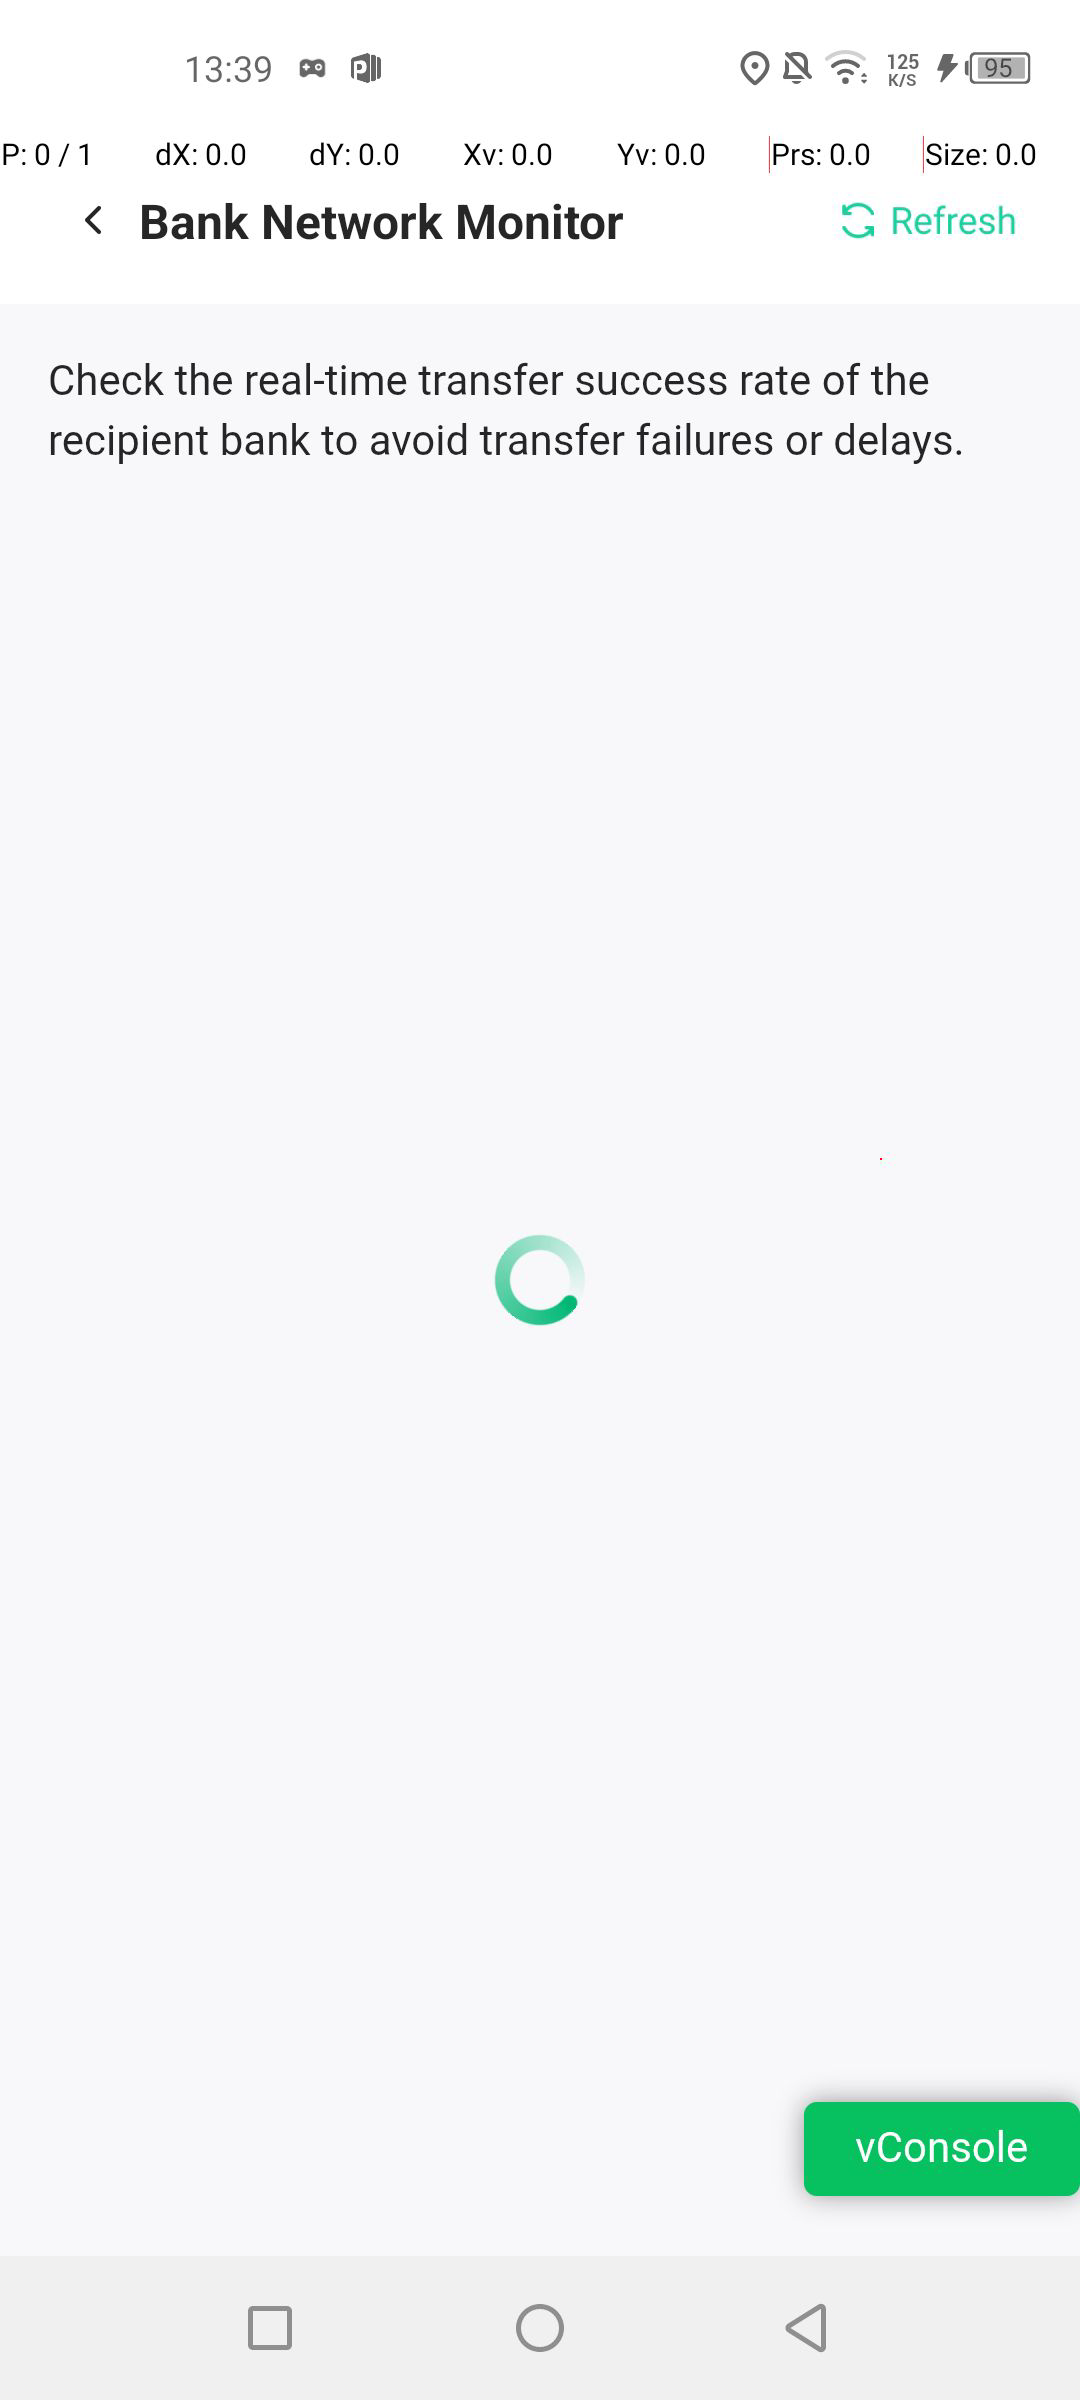 13:39
125
K/S
95
P: 0 / 1 dX: 0.0 dY: 0.0 Xv: 0.0 Yv: 0.0 Prs: 0.0 Size: 0.0
Bank Network Monitor
Refresh
Check the real-time transfer success rate of the
recipient bank to avoid transfer failures or delays.
vConsole